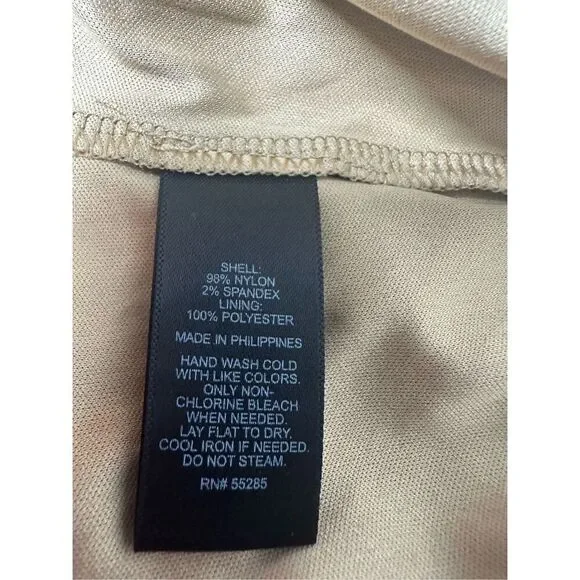 SHELL:
98% NYLON
2% SPANDEX
LINING:
100% POLYESTER
MADE IN PHILIPPINES
HAND WASH COLD
WITH LIKE COLORS.
ONLY NON-
CHLORINE BLEACH
WHEN NEEDED.
LAY FLAT TO DRY.
COOL IRON IF NEEDED.
DO NOT STEAM.
RN# 55285